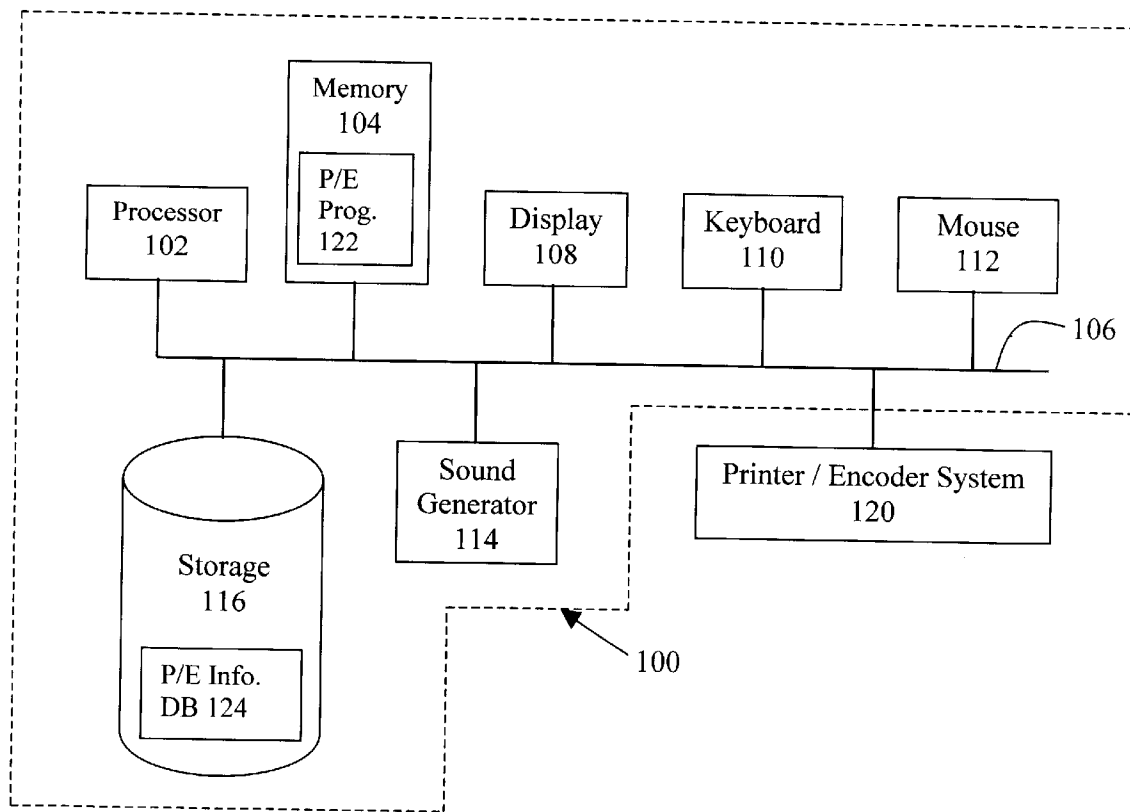 Memory
104
P/E
Prog.
122
Processor
102
Display
108
Keyboard
110
Mouse
112
106
Storage
116
P/E Info.
DB 124
Sound
Generator
114
Printer / Encoder System
120
100